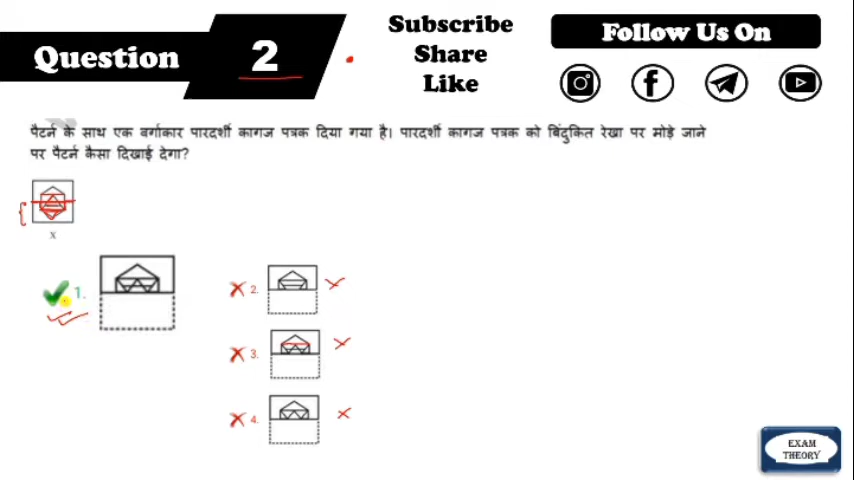 Question
2
Subscribe
Share
Like
Follow Us On
पैटर्न के साथ एक वर्गाकार पारदर्शी कागज पत्रक दिया गया है। पारदर्शी कागज पत्रक को बिंदुकित रेखा पर मोड़े जाने
पर पैटर्न कैसा दिखाई देगा?
X
1.
2.
3.
4.
EXAM
THEORY